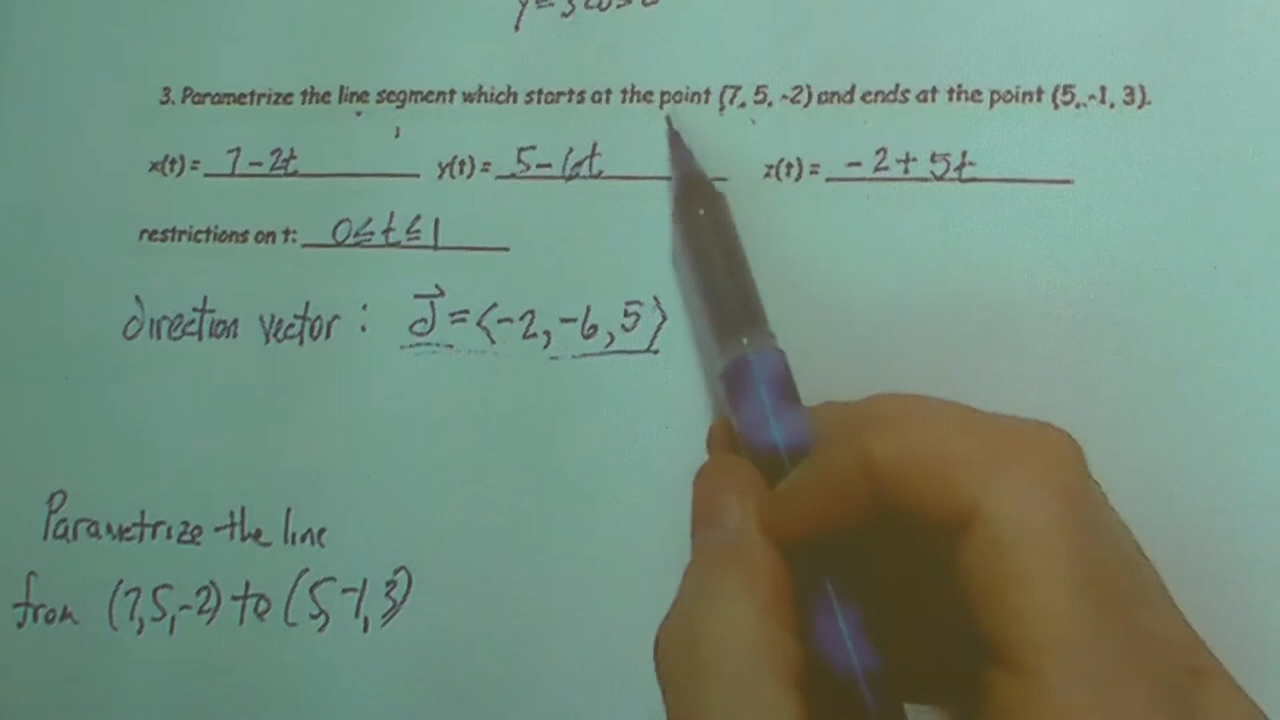 y = 3
3. Parametrize the line segment which starts at the point (7, 5, -2) and ends at the point (5, -1, 3).
x(t) = 7-2t y(t) = 5-6t z(t) = -2+5t
restrictions on t: 0≤t≤1
direction vector : d⃗ = ⟨-2, -6, 5⟩
Parametrize the line
from (7,5,-2) to (5,-1,3)